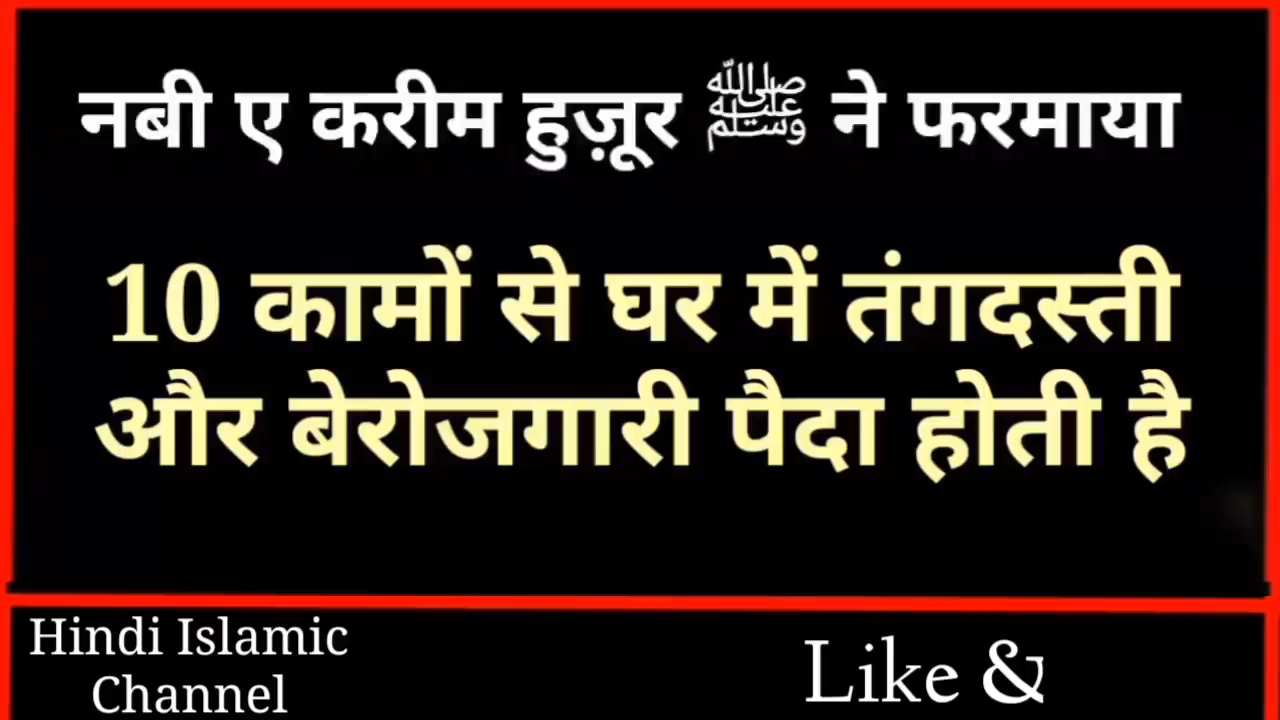 नबी ए करीम हुज़ूर ﷺ ने फरमाया
10 कामों से घर में तंगदस्ती
और बेरोजगारी पैदा होती है
Hindi Islamic
Channel
Like &